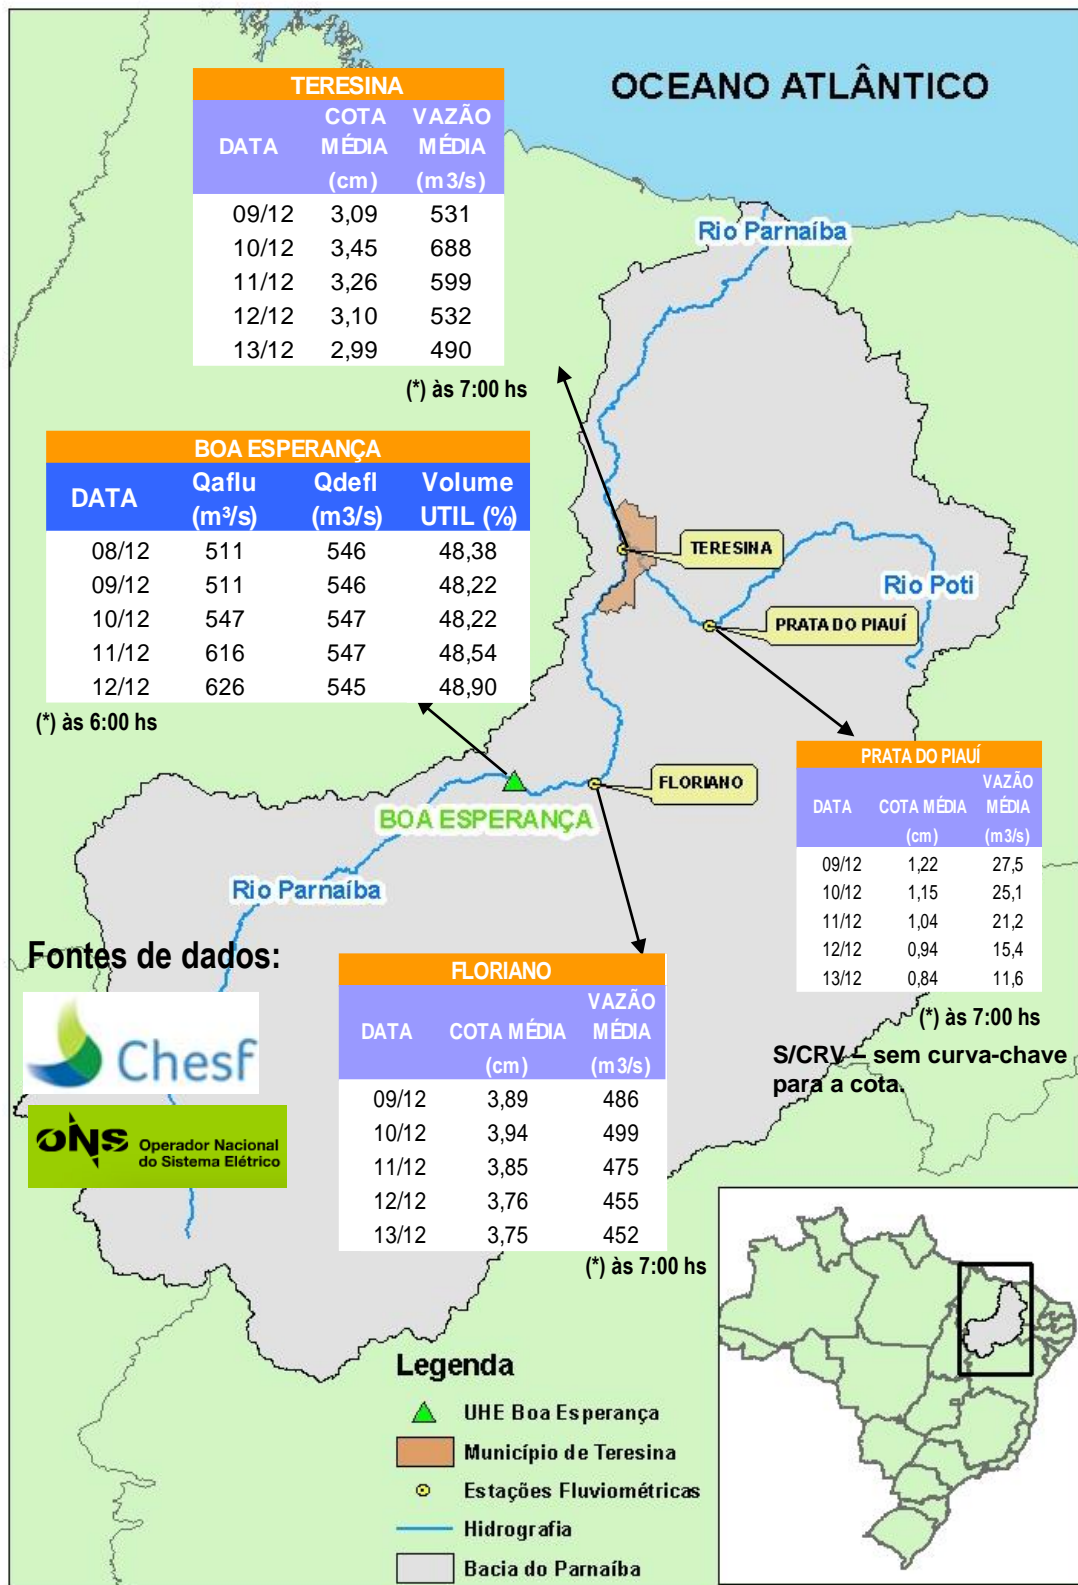 OCEANO ATLÂNTICO
TERESINA
DATA COTA MÉDIA (cm) VAZÃO MÉDIA (m3/s)
09/12 3,09 531
10/12 3,45 688
11/12 3,26 599
12/12 3,10 532
13/12 2,99 490
(*) às 7:00 hs
Rio Parnaíba
BOA ESPERANÇA
DATA Qaflu (m³/s) Qdefl (m3/s) Volume UTIL (%)
08/12 511 546 48,38
09/12 511 546 48,22
10/12 547 547 48,22
11/12 616 547 48,54
12/12 626 545 48,90
(*) às 6:00 hs
TERESINA
Rio Poti
PRATA DO PIAUÍ
FLORIANO
BOA ESPERANÇA
Rio Parnaíba
PRATA DO PIAUÍ
DATA COTA MÉDIA (cm) VAZÃO MÉDIA (m3/s)
09/12 1,22 27,5
10/12 1,15 25,1
11/12 1,04 21,2
12/12 0,94 15,4
13/12 0,84 11,6
(*) às 7:00 hs
S/CRV – sem curva-chave
para a cota.
Fontes de dados:
Chesf
ONS Operador Nacional
do Sistema Elétrico
FLORIANO
DATA COTA MÉDIA (cm) VAZÃO MÉDIA (m3/s)
09/12 3,89 486
10/12 3,94 499
11/12 3,85 475
12/12 3,76 455
13/12 3,75 452
(*) às 7:00 hs
Legenda
UHE Boa Esperança
Município de Teresina
Estações Fluviométricas
Hidrografia
Bacia do Parnaíba